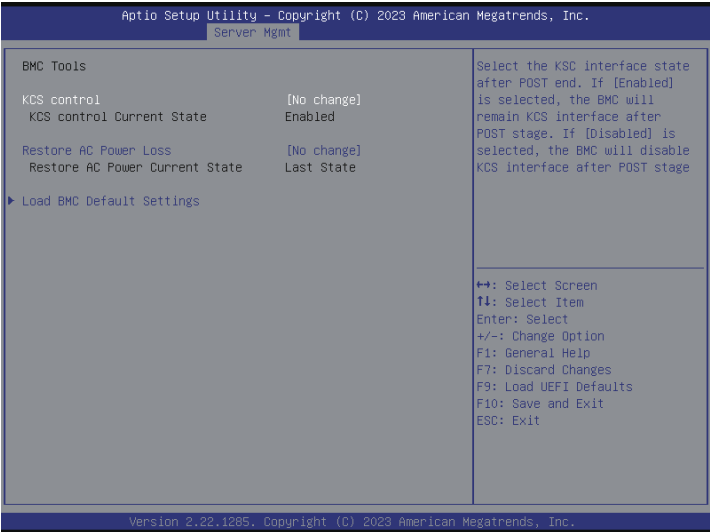 Aptio Setup Utility – Copyright (C) 2023 American Megatrends, Inc.
Server Mgmt
BMC Tools
KCS control [No change]
KCS control Current State Enabled
Restore AC Power Loss [No change]
Restore AC Power Current State Last State
▶ Load BMC Default Settings
Select the KSC interface state
after POST end. If [Enabled]
is selected, the BMC will
remain KCS interface after
POST stage. If [Disabled] is
selected, the BMC will disable
KCS interface after POST stage
↔: Select Screen
↑↓: Select Item
Enter: Select
+/-: Change Option
F1: General Help
F7: Discard Changes
F9: Load UEFI Defaults
F10: Save and Exit
ESC: Exit
Version 2.22.1285. Copyright (C) 2023 American Megatrends, Inc.